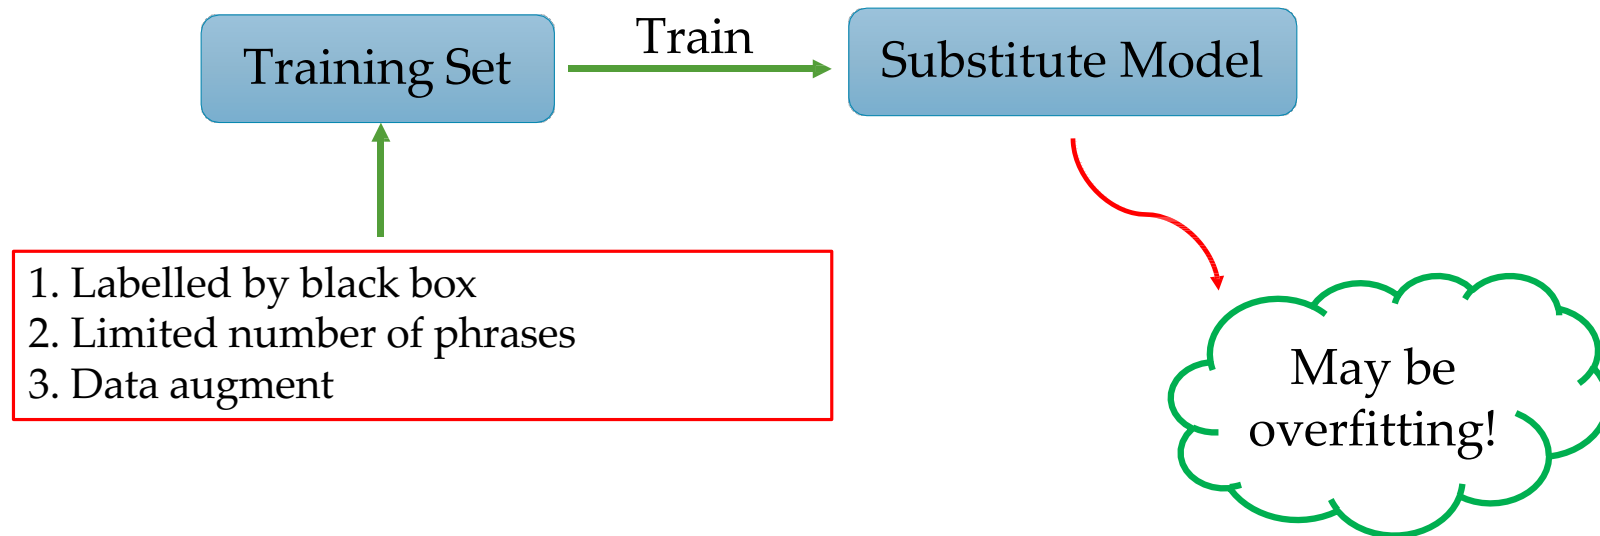 Training Set
Train
Substitute Model
1. Labelled by black box
2. Limited number of phrases
3. Data augment
May be
overfitting!